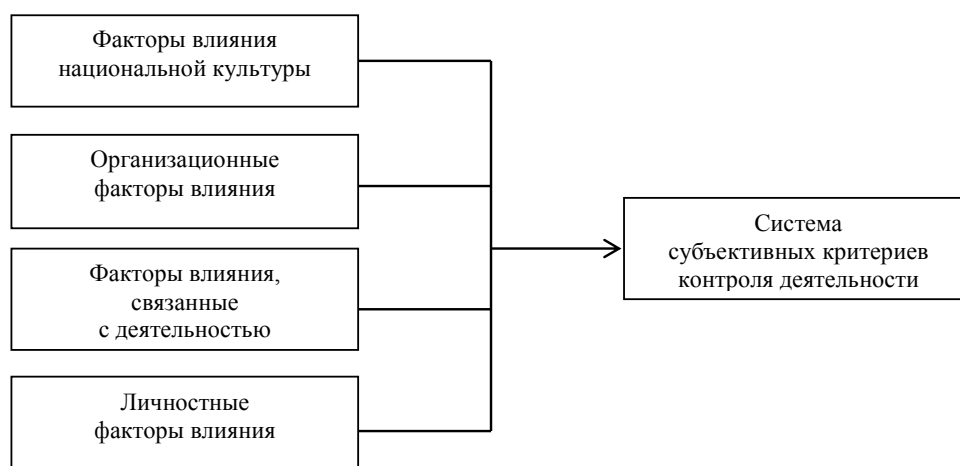 Факторы влияния
национальной культуры
Организационные
факторы влияния
Факторы влияния,
связанные
с деятельностью
Личностные
факторы влияния
Система
субъективных критериев
контроля деятельности